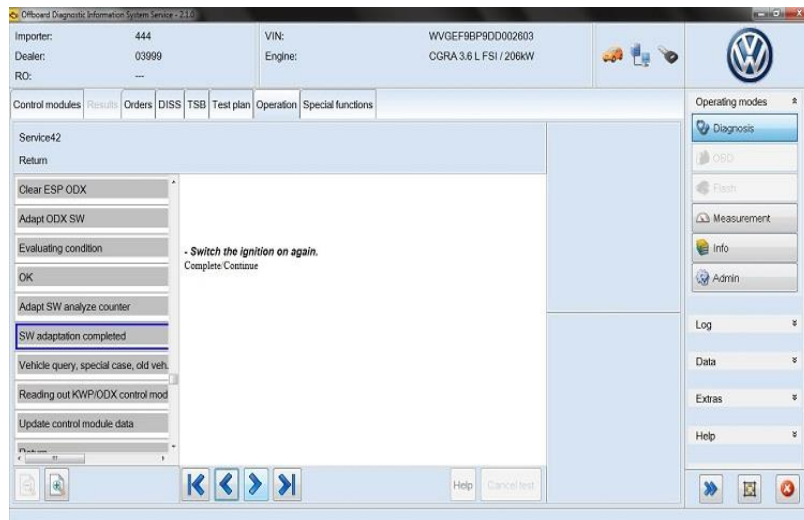 Offboard Diagnostic Information System Service - 2.1.0
Importer: 444 VIN: WVGEF9BP9DD002603
Dealer: 03999 Engine: CGRA 3.6 L FSI / 206kW
RO: ---
Control modules Results Orders DISS TSB Test plan Operation Special functions
Operating modes
Service42
Return
Diagnosis
OBD
Flash
Measurement
Info
Admin
Log
Data
Extras
Help
Clear ESP ODX
Adapt ODX SW
Evaluating condition
OK
Adapt SW analyze counter
SW adaptation completed
Vehicle query, special case, old veh.
Reading out KWP/ODX control mod
Update control module data
Return
- Switch the ignition on again.
Complete/Continue
Help Cancel test